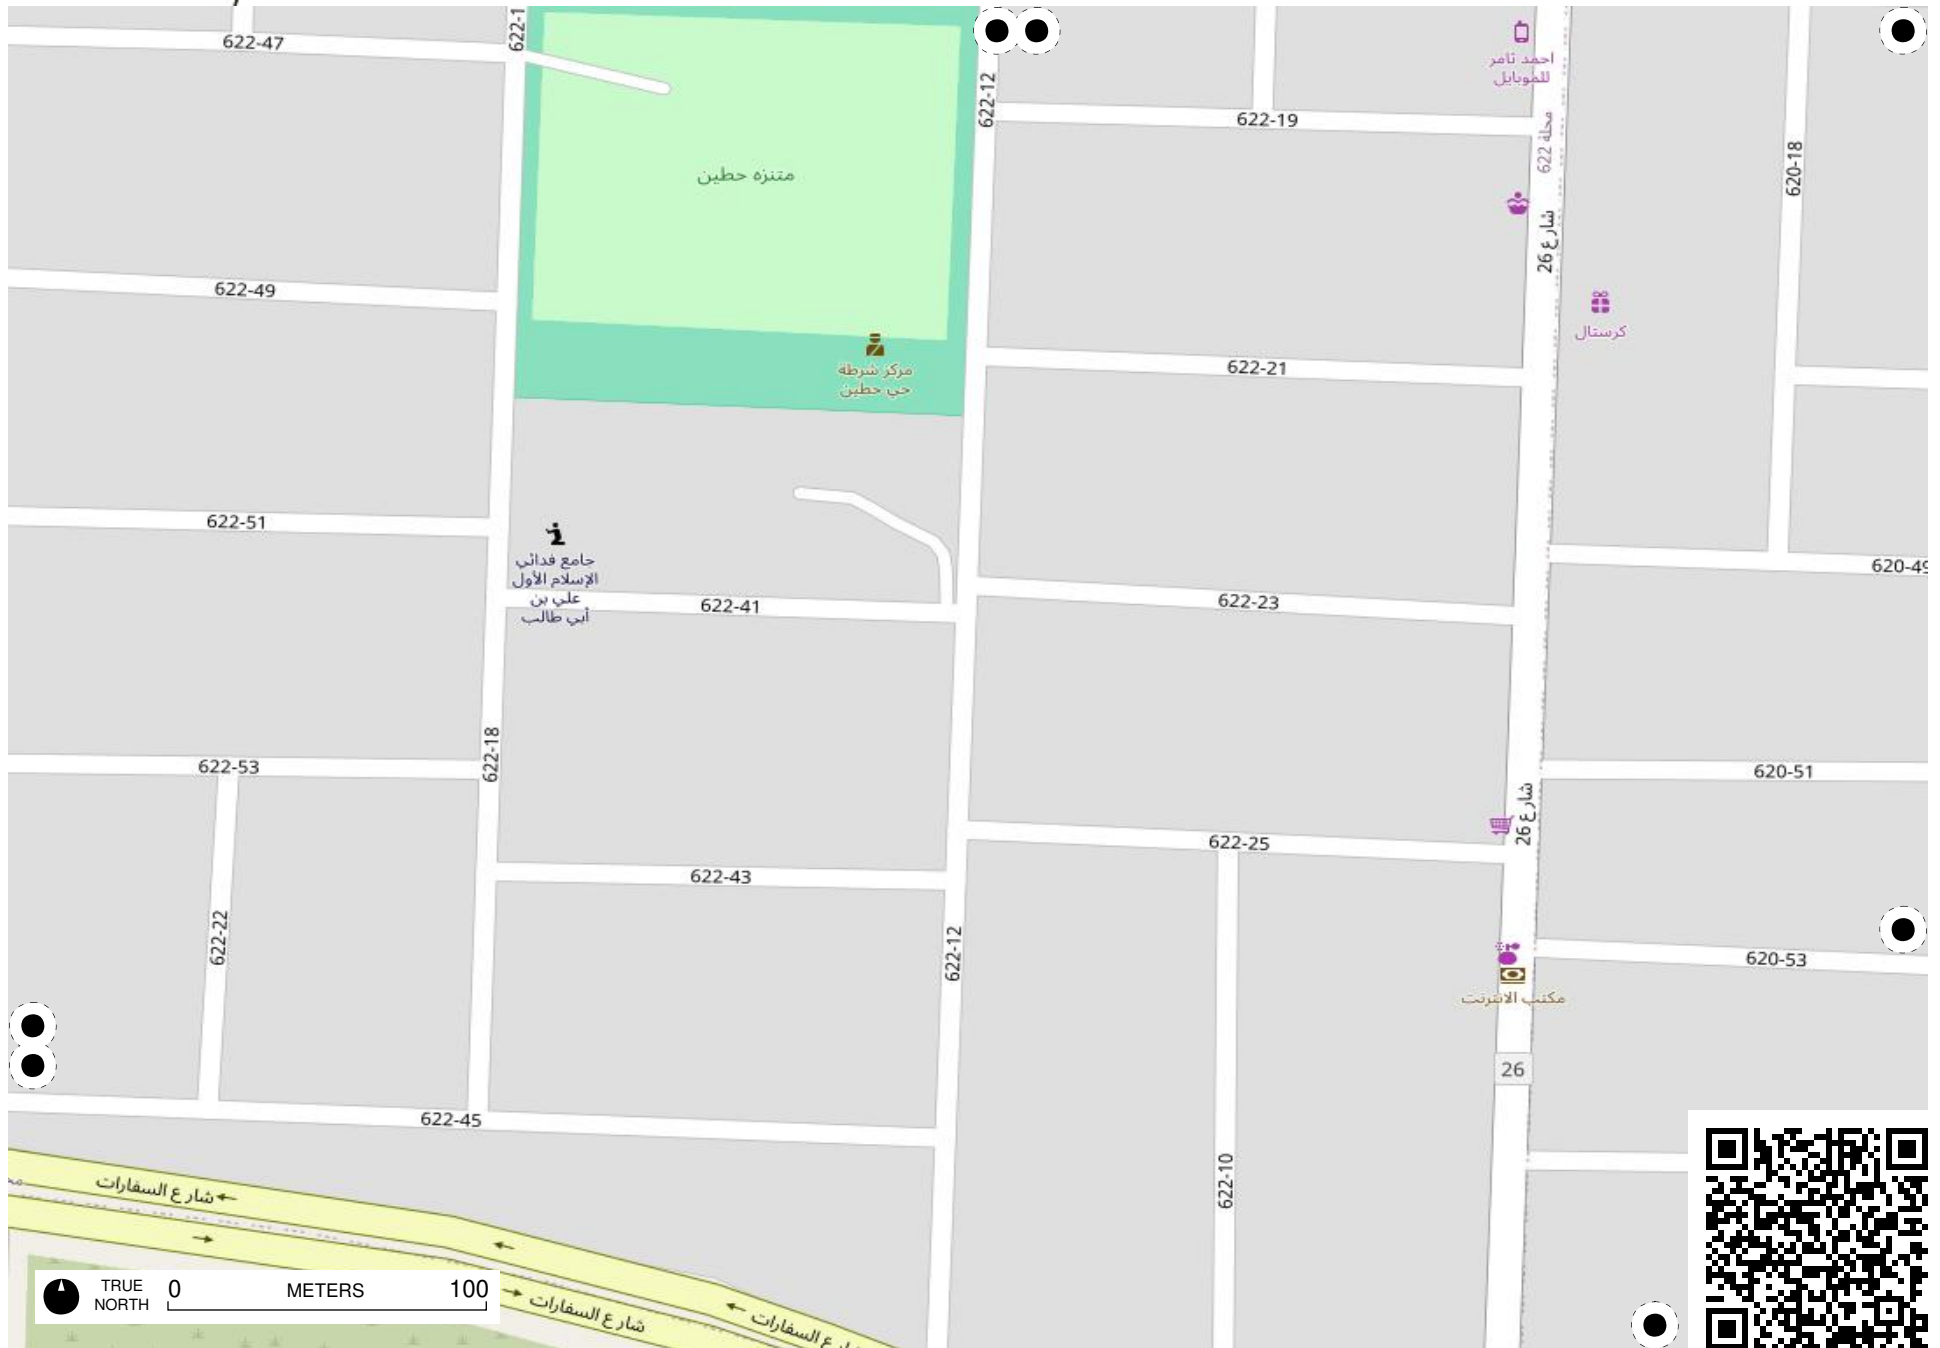 622-47
622-1
622-12
622-19
احمد ثامر
للموبايل
محلة 622
620-18
متنزه حطين
شارع 26
622-49
كرستال
مركز شرطة
حي حطين
622-21
622-51
جامع فدائي
الإسلام الأول
علي بن
أبي طالب
622-41
622-23
620-49
622-18
622-53
620-51
شارع 26
622-25
622-43
622-22
622-12
620-53
مكتب الانترنت
26
622-45
622-10
شارع السفارات
شارع السفارات
شارع السفارات
TRUE
NORTH
0 METERS 100